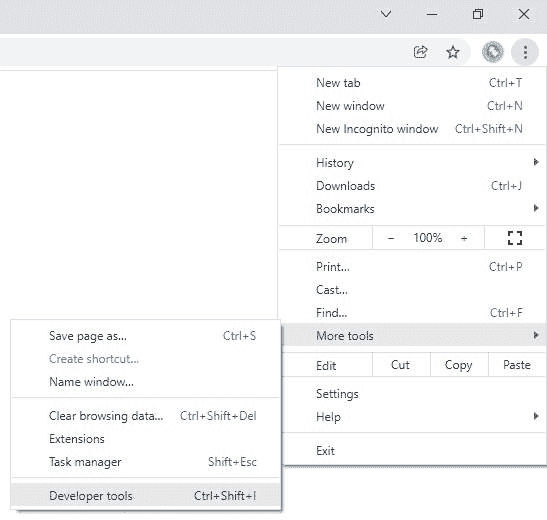 New tab Ctrl+T
New window Ctrl+N
New Incognito window Ctrl+Shift+N
History
Downloads Ctrl+J
Bookmarks
Zoom − 100% +
Print... Ctrl+P
Cast...
Find... Ctrl+F
More tools
Edit Cut Copy Paste
Settings
Help
Exit
Save page as... Ctrl+S
Create shortcut...
Name window...
Clear browsing data... Ctrl+Shift+Del
Extensions
Task manager Shift+Esc
Developer tools Ctrl+Shift+I